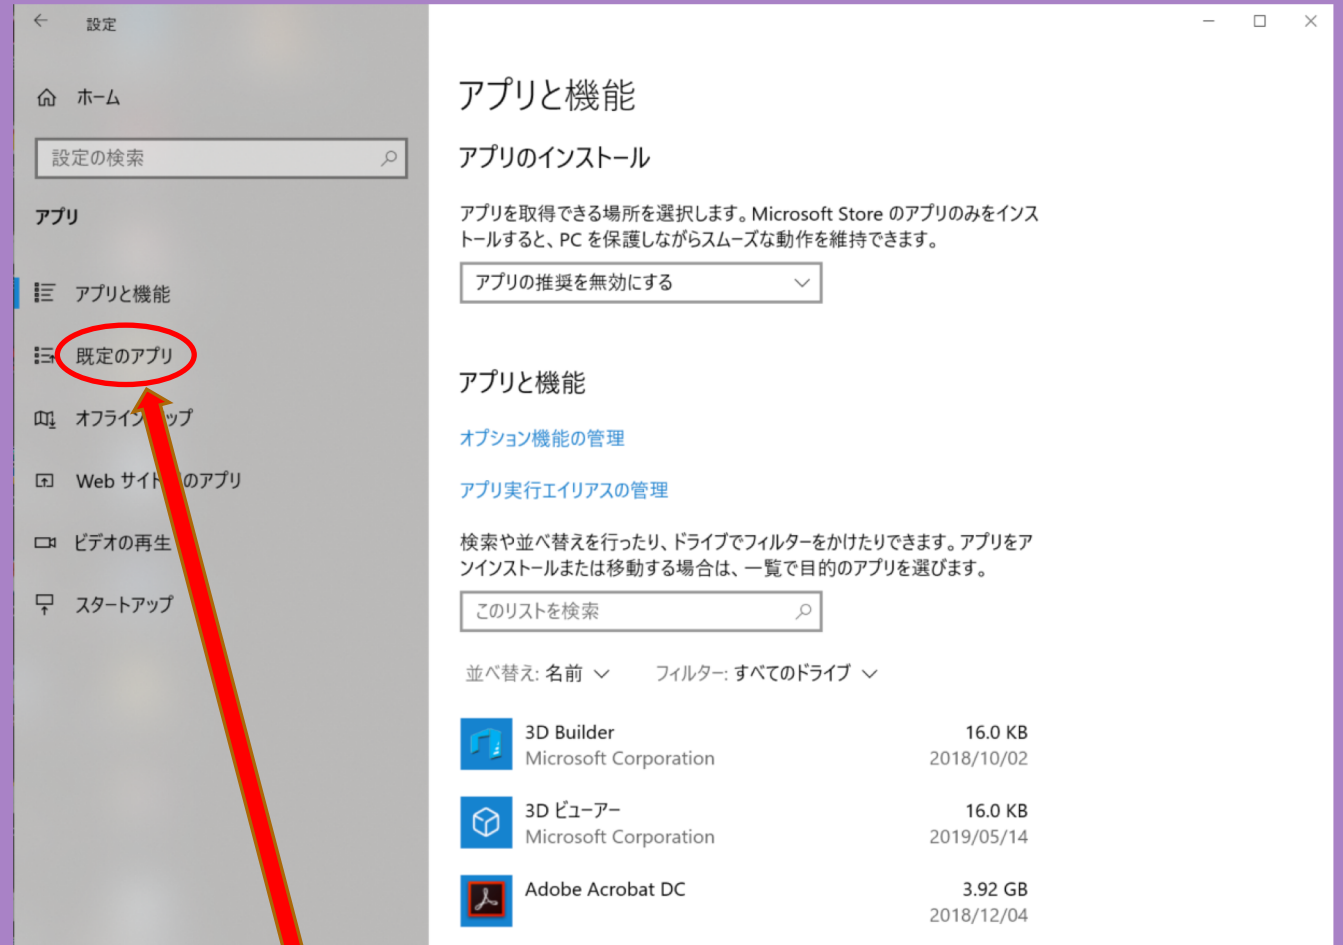 設定
ホーム
設定の検索
アプリ
アプリと機能
既定のアプリ
オフライン ップ
Web サイト のアプリ
ビデオの再生
スタートアップ
アプリと機能
アプリのインストール
アプリを取得できる場所を選択します。Microsoft Store のアプリのみをインス
トールすると、PC を保護しながらスムーズな動作を維持できます。
アプリの推奨を無効にする
アプリと機能
オプション機能の管理
アプリ実行エイリアスの管理
検索や並べ替えを行ったり、ドライブでフィルターをかけたりできます。アプリをア
ンインストールまたは移動する場合は、一覧で目的のアプリを選びます。
このリストを検索
並べ替え: 名前 フィルター: すべてのドライブ
3D Builder 16.0 KB
Microsoft Corporation 2018/10/02
3D ビューアー 16.0 KB
Microsoft Corporation 2019/05/14
Adobe Acrobat DC 3.92 GB
2018/12/04